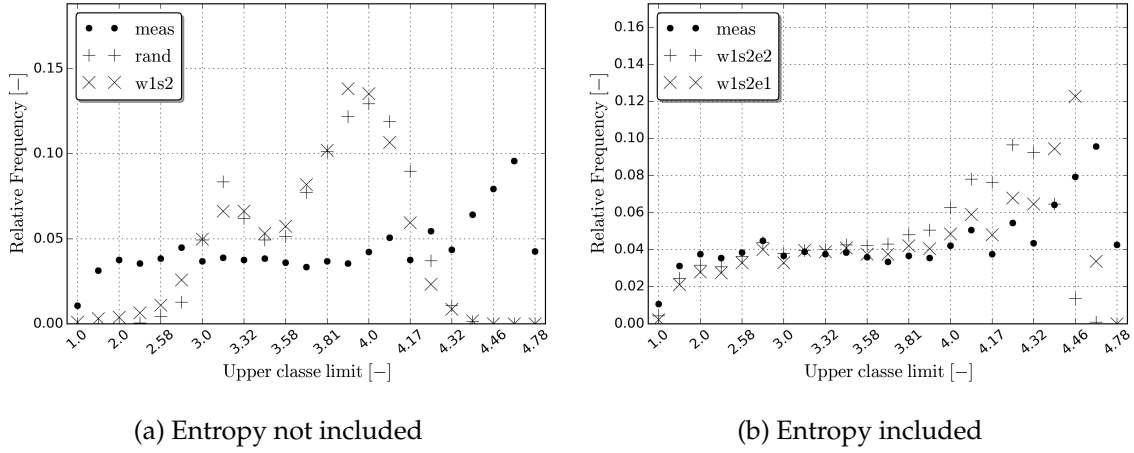 meas
rand
w1s2
0.15
0.10
0.05
0.00
Relative Frequency [−]
1.0 2.0 2.58 3.0 3.32 3.58 3.81 4.0 4.17 4.32 4.46 4.78
Upper classe limit [−]
(a) Entropy not included
meas
w1s2e2
w1s2e1
0.16
0.14
0.12
0.10
0.08
0.06
0.04
0.02
0.00
Relative Frequency [−]
1.0 2.0 2.58 3.0 3.32 3.58 3.81 4.0 4.17 4.32 4.46 4.78
Upper classe limit [−]
(b) Entropy included